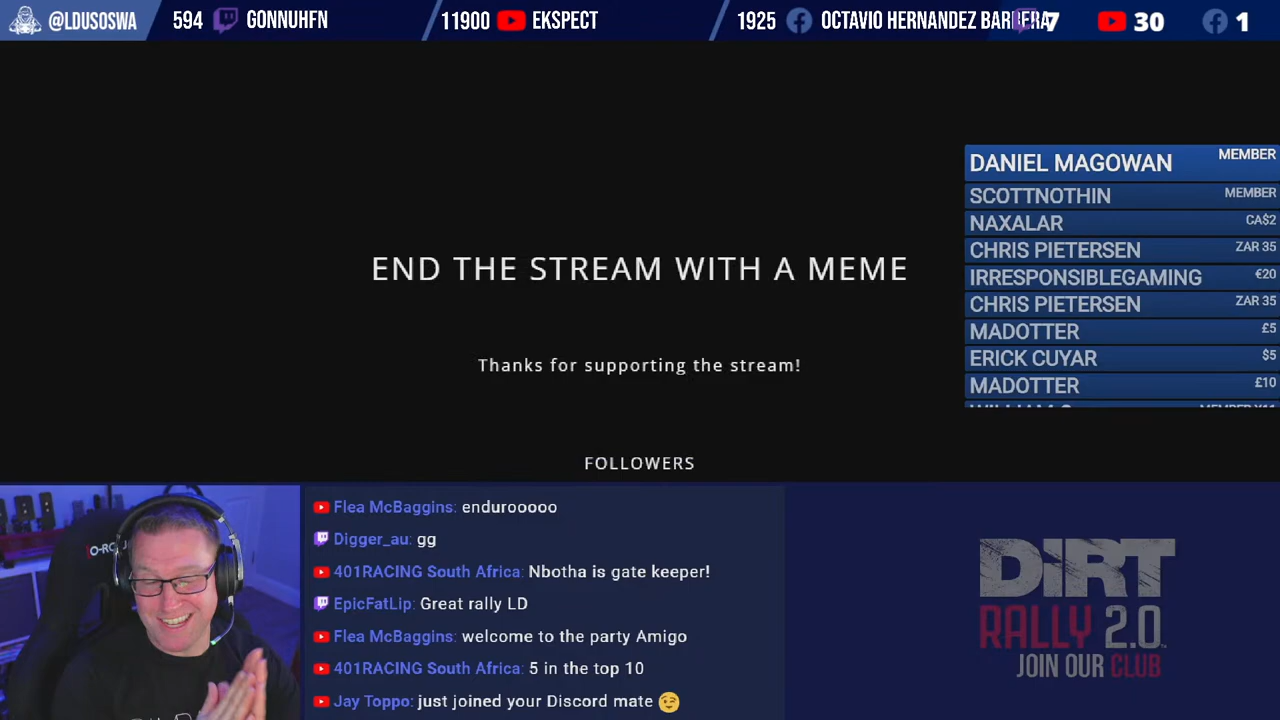 @LDUSOSWA 594 GONNUHFN 11900 EKSPECT 1925 OCTAVIO HERNANDEZ BARRERA 7 30 1
DANIEL MAGOWAN MEMBER
SCOTTNOTHIN MEMBER
NAXALAR CA$2
CHRIS PIETERSEN ZAR 35
IRRESPONSIBLEGAMING €20
CHRIS PIETERSEN ZAR 35
MADOTTER £5
ERICK CUYAR $5
MADOTTER £10
END THE STREAM WITH A MEME
Thanks for supporting the stream!
FOLLOWERS
Flea McBaggins: endurooooo
Digger_au: gg
401RACING South Africa: Nbotha is gate keeper!
EpicFatLip: Great rally LD
Flea McBaggins: welcome to the party Amigo
401RACING South Africa: 5 in the top 10
Jay Toppo: just joined your Discord mate 😉
DiRT
RALLY 2.0
JOIN OUR CLUB